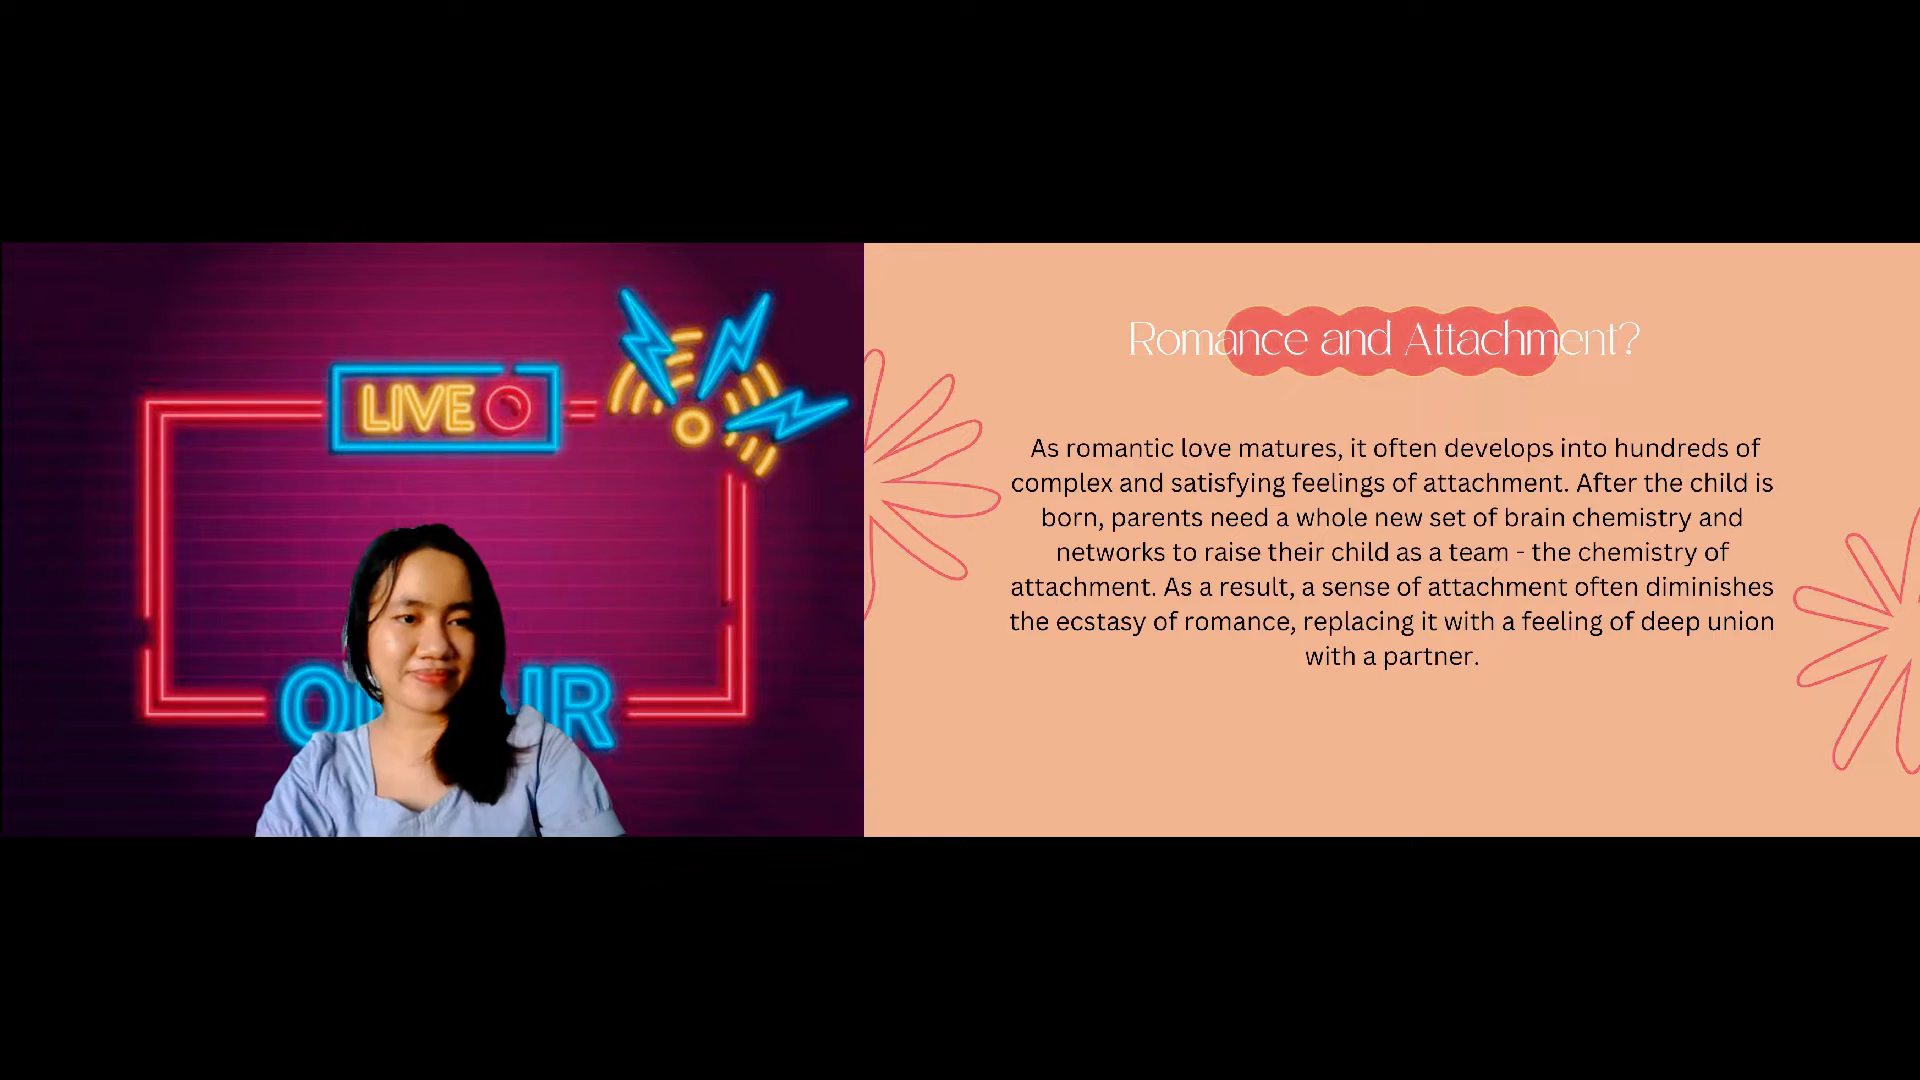 LIVE
Romance and Attachment?
As romantic love matures, it often develops into hundreds of
complex and satisfying feelings of attachment. After the child is
born, parents need a whole new set of brain chemistry and
networks to raise their child as a team - the chemistry of
attachment. As a result, a sense of attachment often diminishes
the ecstasy of romance, replacing it with a feeling of deep union
with a partner.